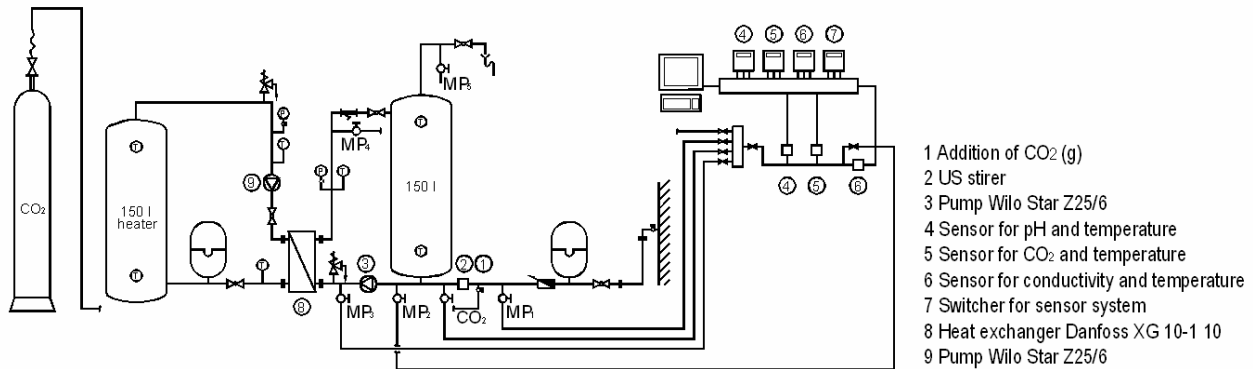 ④ ⑤ ⑥ ⑦
MP₅
P
T
T
MP₄
⑨
P T
CO₂
150 l
heater
T
T
150 l
T
T
T
⑧
③
② ①
MP₃
MP₂
CO₂
MP₁
④ ⑤ ⑥
1 Addition of CO₂ (g)
2 US stirer
3 Pump Wilo Star Z25/6
4 Sensor for pH and temperature
5 Sensor for CO₂ and temperature
6 Sensor for conductivity and temperature
7 Switcher for sensor system
8 Heat exchanger Danfoss XG 10-1 10
9 Pump Wilo Star Z25/6